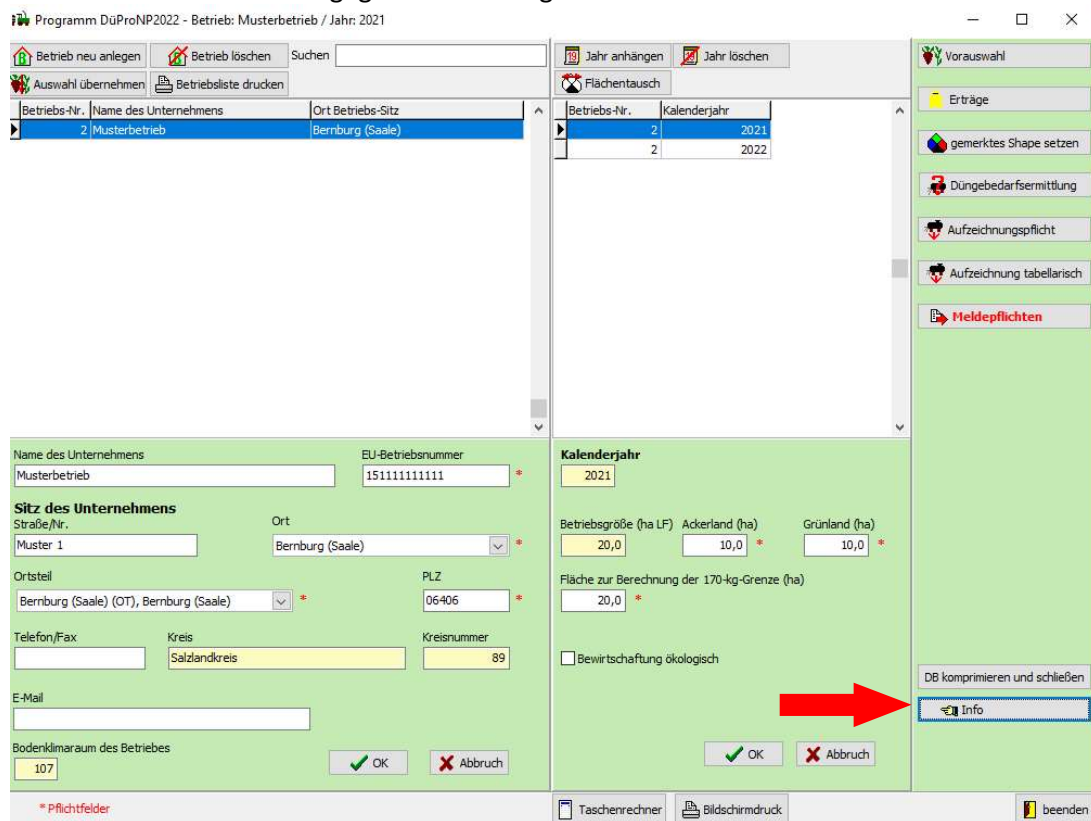 Programm DüProNP2022 - Betrieb: Musterbetrieb / Jahr: 2021
Betrieb neu anlegen Betrieb löschen Suchen
Auswahl übernehmen Betriebsliste drucken
Betriebs-Nr. Name des Unternehmens Ort Betriebs-Sitz
2 Musterbetrieb Bernburg (Saale)
Name des Unternehmens EU-Betriebsnummer
Musterbetrieb 151111111111 *
Sitz des Unternehmens
Straße/Nr. Ort
Muster 1 Bernburg (Saale) *
Ortsteil PLZ
Bernburg (Saale) (OT), Bernburg (Saale) * 06406 *
Telefon/Fax Kreis Kreisnummer
Salzlandkreis 89
E-Mail
Bodenklimaraum des Betriebes
107 OK Abbruch
* Pflichtfelder
Jahr anhängen Jahr löschen
Flächentausch
Betriebs-Nr. Kalenderjahr
2 2021
2 2022
Kalenderjahr
2021
Betriebsgröße (ha LF) Ackerland (ha) Grünland (ha)
20,0 10,0 * 10,0 *
Fläche zur Berechnung der 170-kg-Grenze (ha)
20,0 *
Bewirtschaftung ökologisch
OK Abbruch
Taschenrechner Bildschirmdruck
Vorauswahl
Erträge
gemerktes Shape setzen
Düngebedarfsermittlung
Aufzeichnungspflicht
Aufzeichnung tabellarisch
Meldepflichten
DB komprimieren und schließen
Info
beenden